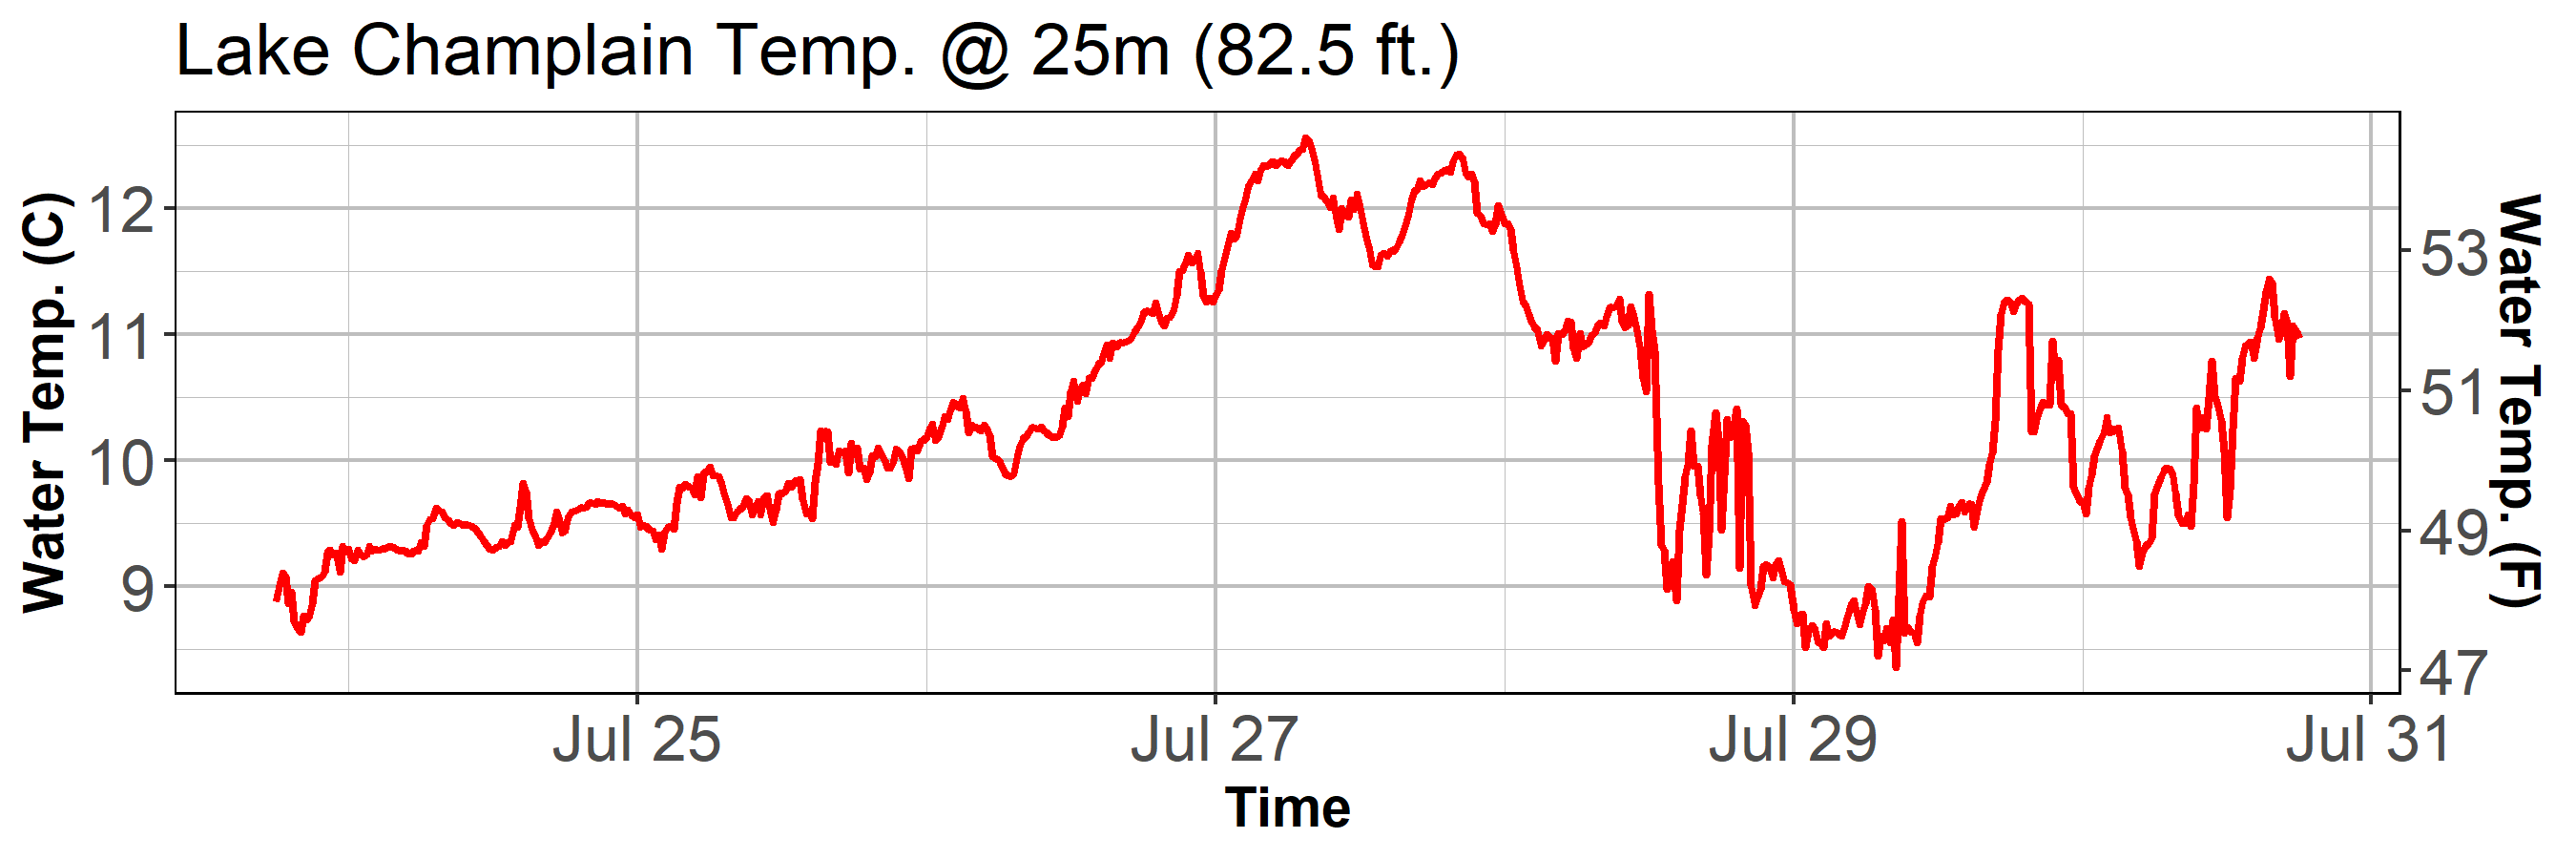 Lake Champlain Temp. @ 25m (82.5 ft.)
Water Temp. (C)
12
11
10
9
53
51
49
47
Water Temp. (F)
Jul 25
Jul 27
Jul 29
Jul 31
Time